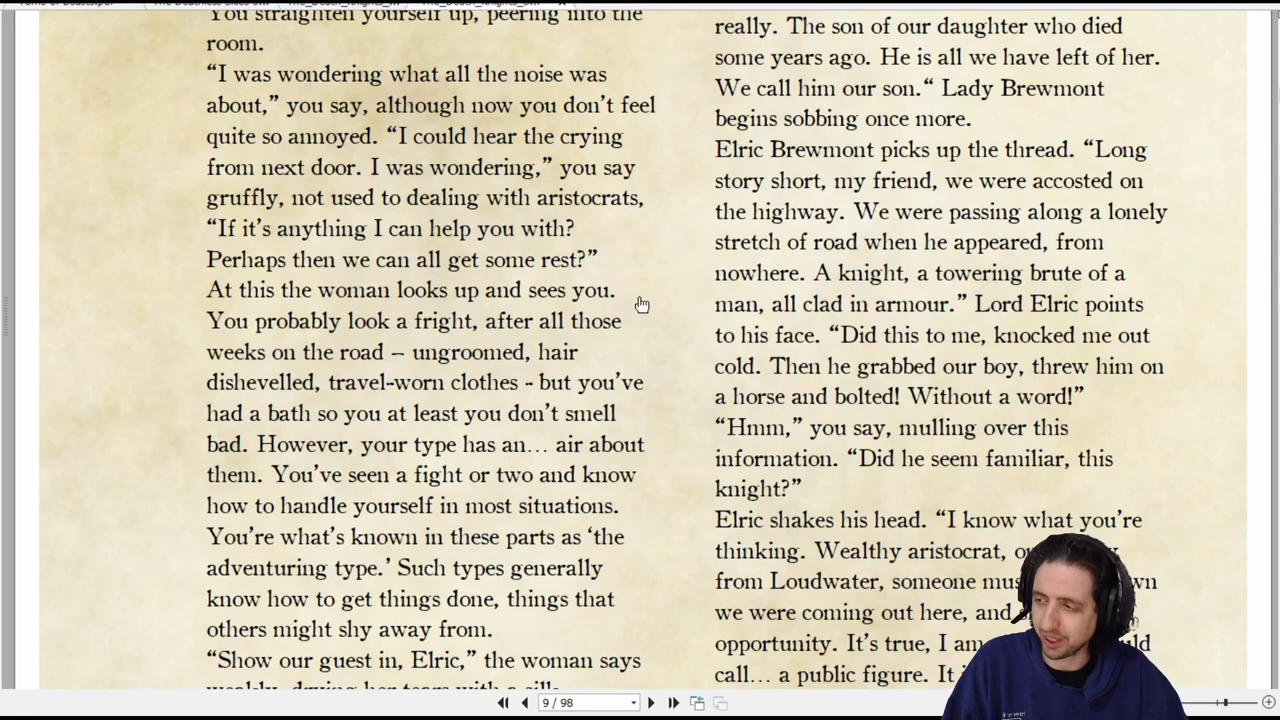 You straighten yourself up, peering into the
room.
“I was wondering what all the noise was
about,” you say, although now you don’t feel
quite so annoyed. “I could hear the crying
from next door. I was wondering,” you say
gruffly, not used to dealing with aristocrats,
“If it’s anything I can help you with?
Perhaps then we can all get some rest?”
At this the woman looks up and sees you.
You probably look a fright, after all those
weeks on the road – ungroomed, hair
dishevelled, travel-worn clothes - but you’ve
had a bath so you at least you don’t smell
bad. However, your type has an… air about
them. You’ve seen a fight or two and know
how to handle yourself in most situations.
You’re what’s known in these parts as ‘the
adventuring type.’ Such types generally
know how to get things done, things that
others might shy away from.
“Show our guest in, Elric,” the woman says
weakly, drying her tears with a silk
really. The son of our daughter who died
some years ago. He is all we have left of her.
We call him our son.“ Lady Brewmont
begins sobbing once more.
Elric Brewmont picks up the thread. “Long
story short, my friend, we were accosted on
the highway. We were passing along a lonely
stretch of road when he appeared, from
nowhere. A knight, a towering brute of a
man, all clad in armour.” Lord Elric points
to his face. “Did this to me, knocked me out
cold. Then he grabbed our boy, threw him on
a horse and bolted! Without a word!”
“Hmm,” you say, mulling over this
information. “Did he seem familiar, this
knight?”
Elric shakes his head. “I know what you’re
thinking. Wealthy aristocrat,
from Loudwater, someone
we were coming out here, and
opportunity. It’s true, I am
call… a public figure. It
9 / 98